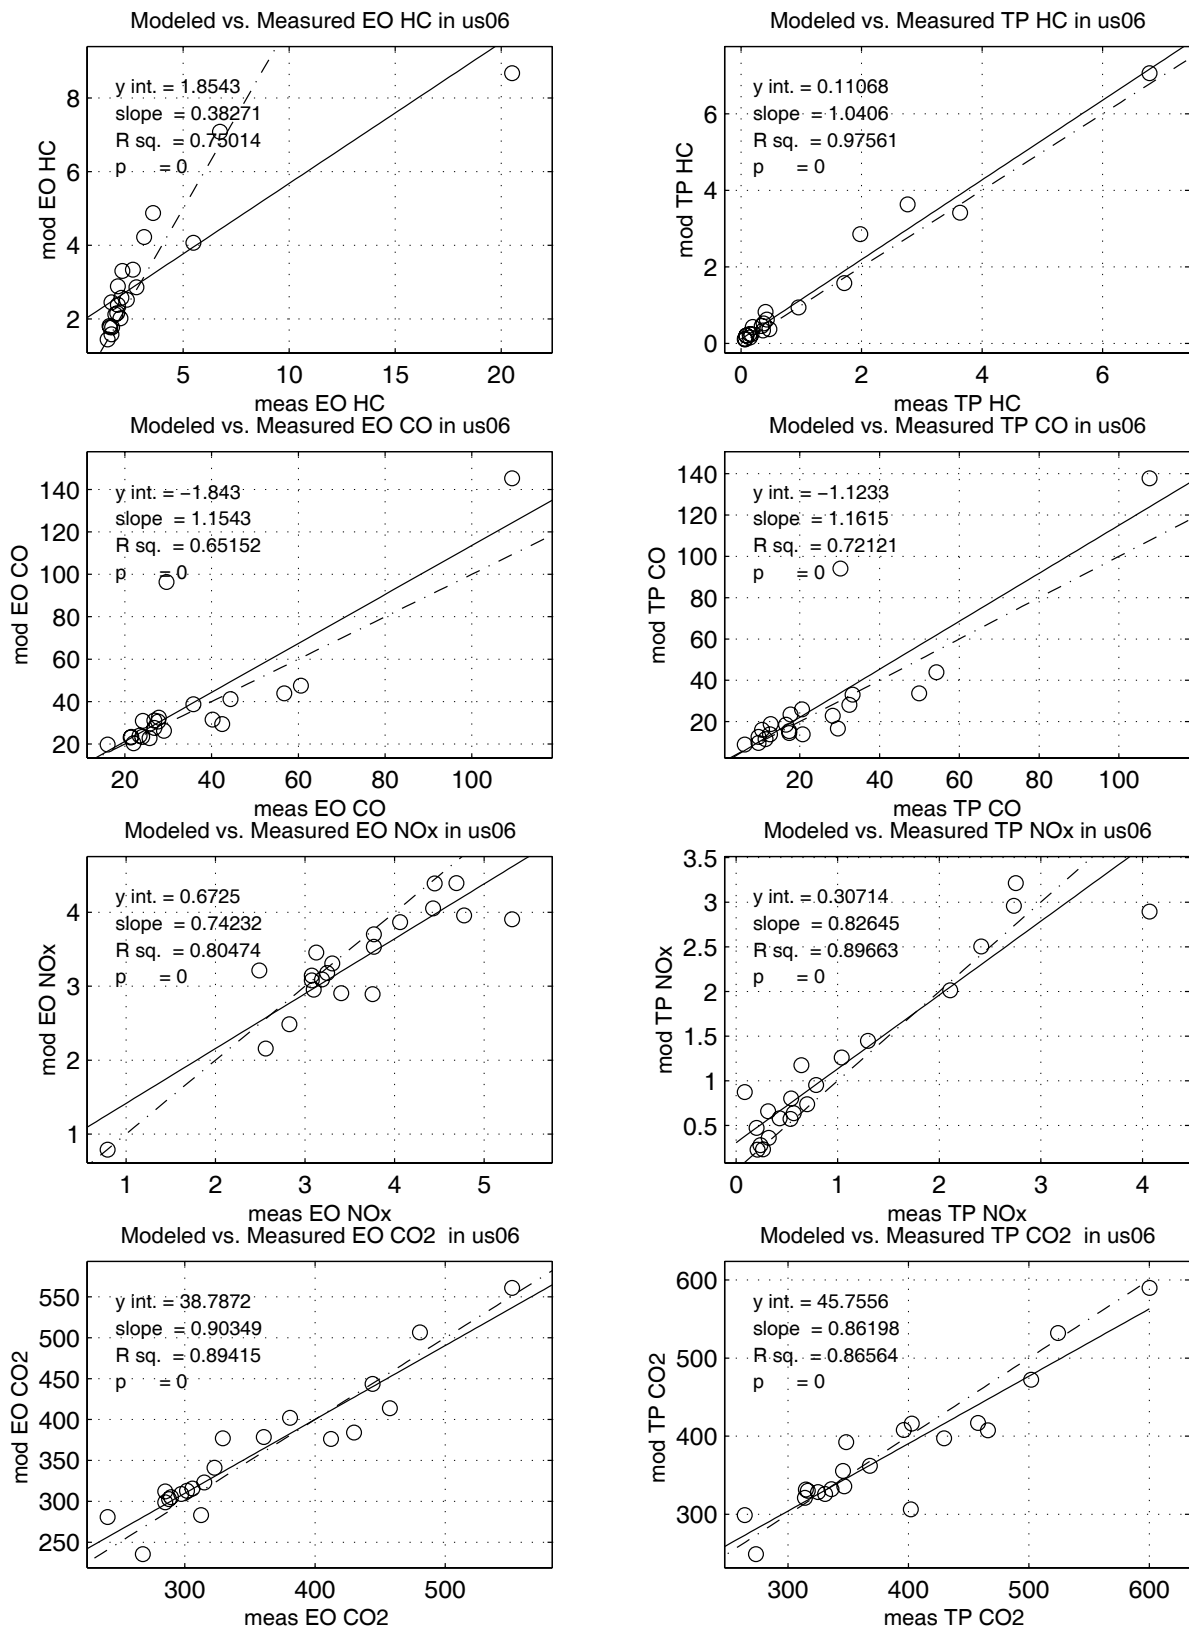 Modeled vs. Measured EO HC in us06
y int. = 1.8543
slope = 0.38271
R sq. = 0.75014
p = 0
8
6
4
2
mod EO HC
5
10
15
20
meas EO HC
Modeled vs. Measured TP HC in us06
y int. = 0.11068
slope = 1.0406
R sq. = 0.97561
p = 0
6
4
2
0
mod TP HC
0
2
4
6
meas TP HC
Modeled vs. Measured EO CO in us06
y int. = −1.843
slope = 1.1543
R sq. = 0.65152
p = 0
140
120
100
80
60
40
20
mod EO CO
20
40
60
80
100
meas EO CO
Modeled vs. Measured TP CO in us06
y int. = −1.1233
slope = 1.1615
R sq. = 0.72121
p = 0
140
120
100
80
60
40
20
mod TP CO
20
40
60
80
100
meas TP CO
Modeled vs. Measured EO NOx in us06
y int. = 0.6725
slope = 0.74232
R sq. = 0.80474
p = 0
4
3
2
1
mod EO NOx
1
2
3
4
5
meas EO NOx
Modeled vs. Measured TP NOx in us06
y int. = 0.30714
slope = 0.82645
R sq. = 0.89663
p = 0
3.5
3
2.5
2
1.5
1
0.5
mod TP NOx
0
1
2
3
4
meas TP NOx
Modeled vs. Measured EO CO2 in us06
y int. = 38.7872
slope = 0.90349
R sq. = 0.89415
p = 0
550
500
450
400
350
300
250
mod EO CO2
300
400
500
meas EO CO2
Modeled vs. Measured TP CO2 in us06
y int. = 45.7556
slope = 0.86198
R sq. = 0.86564
p = 0
600
500
400
300
mod TP CO2
300
400
500
600
meas TP CO2